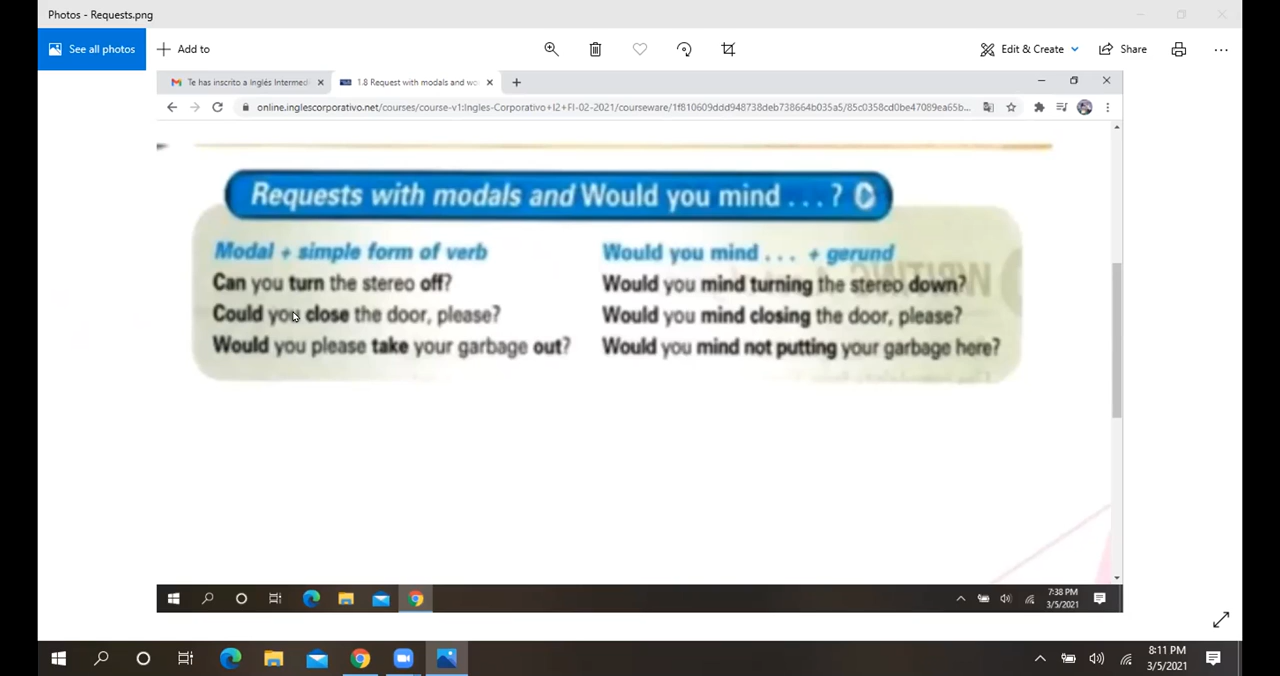 Photos - Requests.png
See all photos
Add to
Edit & Create
Share
Te has inscrito a Inglés Intermed
1.8 Request with modals and wo
online.inglescorporativo.net/courses/course-v1:Ingles-Corporativo+I2+FI-02-2021/courseware/1f810609ddd948738deb738664b035a5/85c0358cd0be47089ea65b...
Requests with modals and Would you mind . . . ?
Modal + simple form of verb
Can you turn the stereo off?
Could you close the door, please?
Would you please take your garbage out?
Would you mind . . . + gerund
Would you mind turning the stereo down?
Would you mind closing the door, please?
Would you mind not putting your garbage here?
7:38 PM
3/5/2021
8:11 PM
3/5/2021